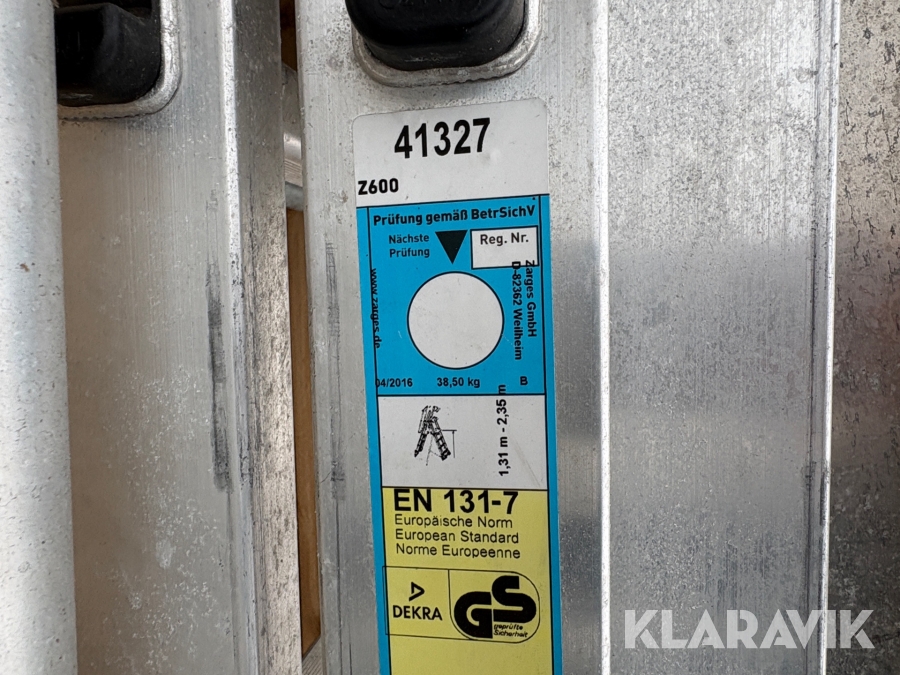 41327
Z600
Prüfung gemäß BetrSichV
Nächste
Prüfung
Reg. Nr.
www.zarges.de
Zarges GmbH
D-82362 Weilheim
04/2016 38,50 kg B
1,31 m - 2,35 m
EN 131-7
Europäische Norm
European Standard
Norme Europeenne
DEKRA
GS
geprüfte
Sicherheit
KLARAVIK